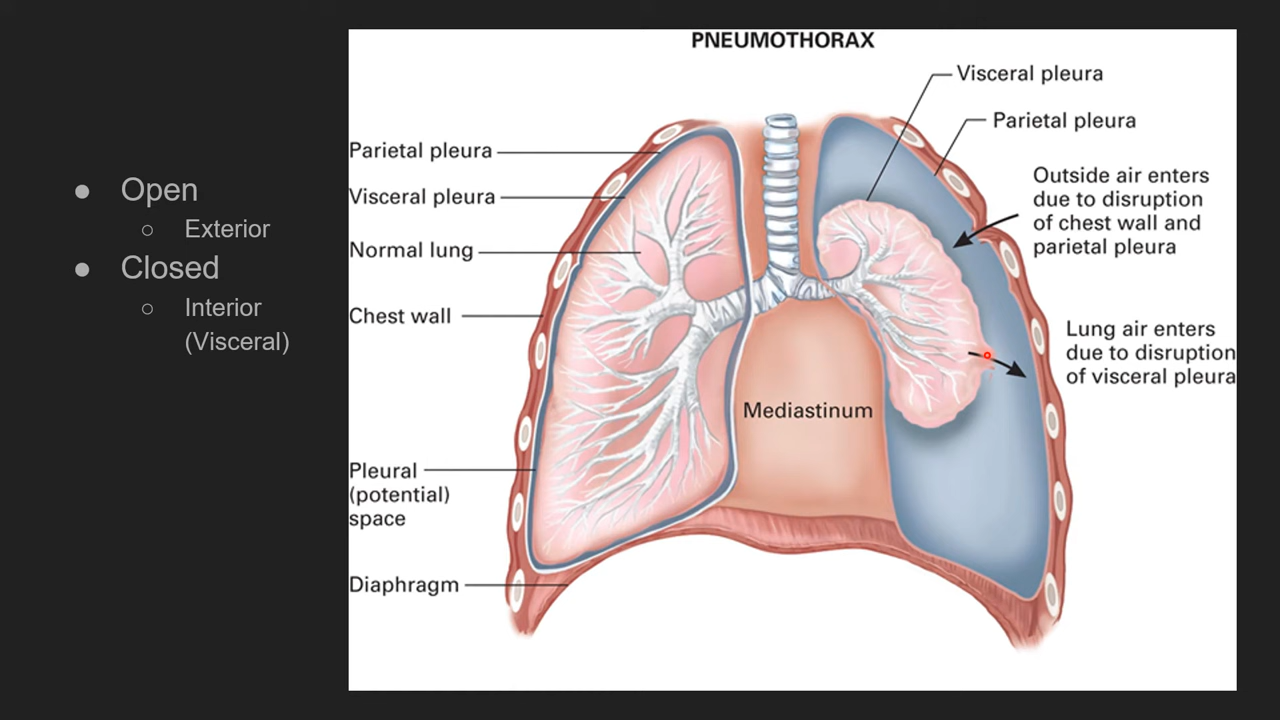 Open
Exterior
Closed
Interior
(Visceral)
PNEUMOTHORAX
Parietal pleura
Visceral pleura
Normal lung
Chest wall
Pleural
(potential)
space
Diaphragm
Mediastinum
Visceral pleura
Parietal pleura
Outside air enters
due to disruption
of chest wall and
parietal pleura
Lung air enters
due to disruption
of visceral pleura